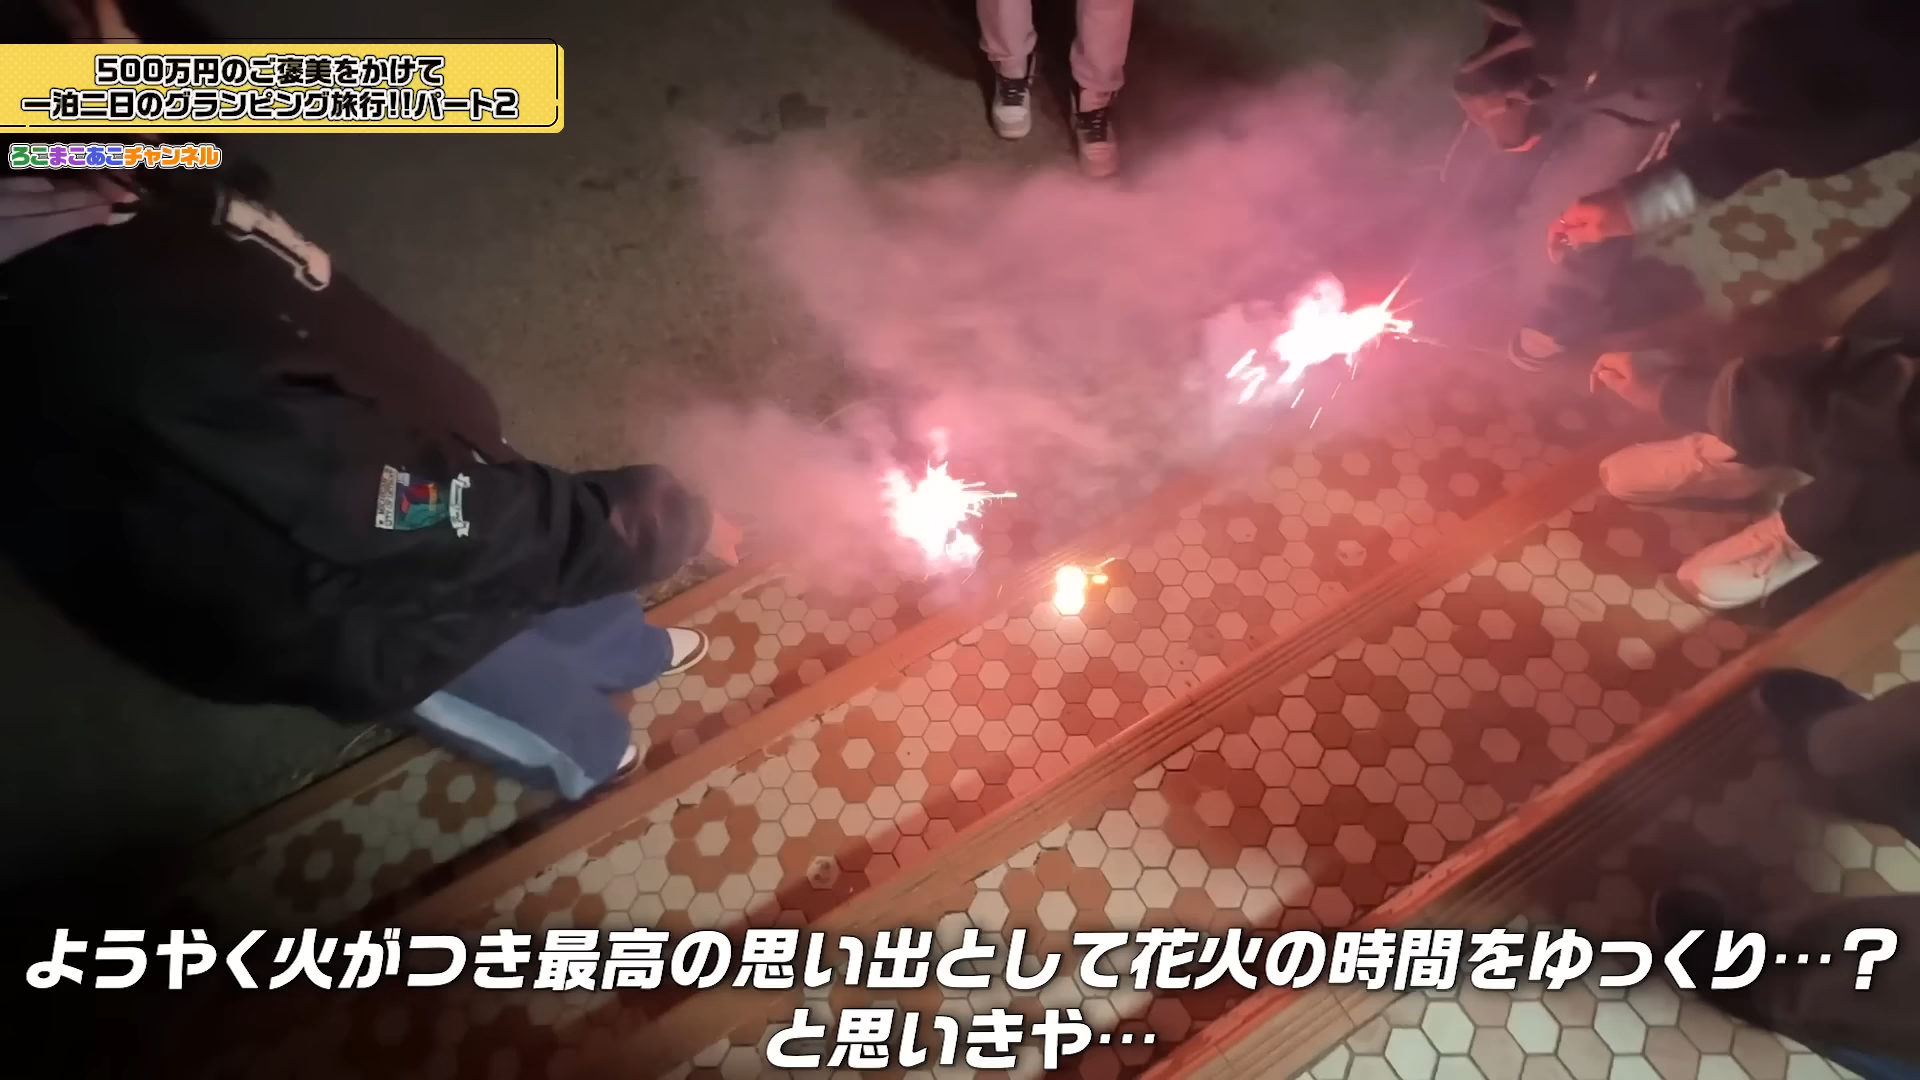 500万円のご褒美をかけて
一泊二日のグランピング旅行!!パート2
ろこまこあこチャンネル
ようやく火がつき最高の思い出として花火の時間をゆっくり…？
と思いきや…